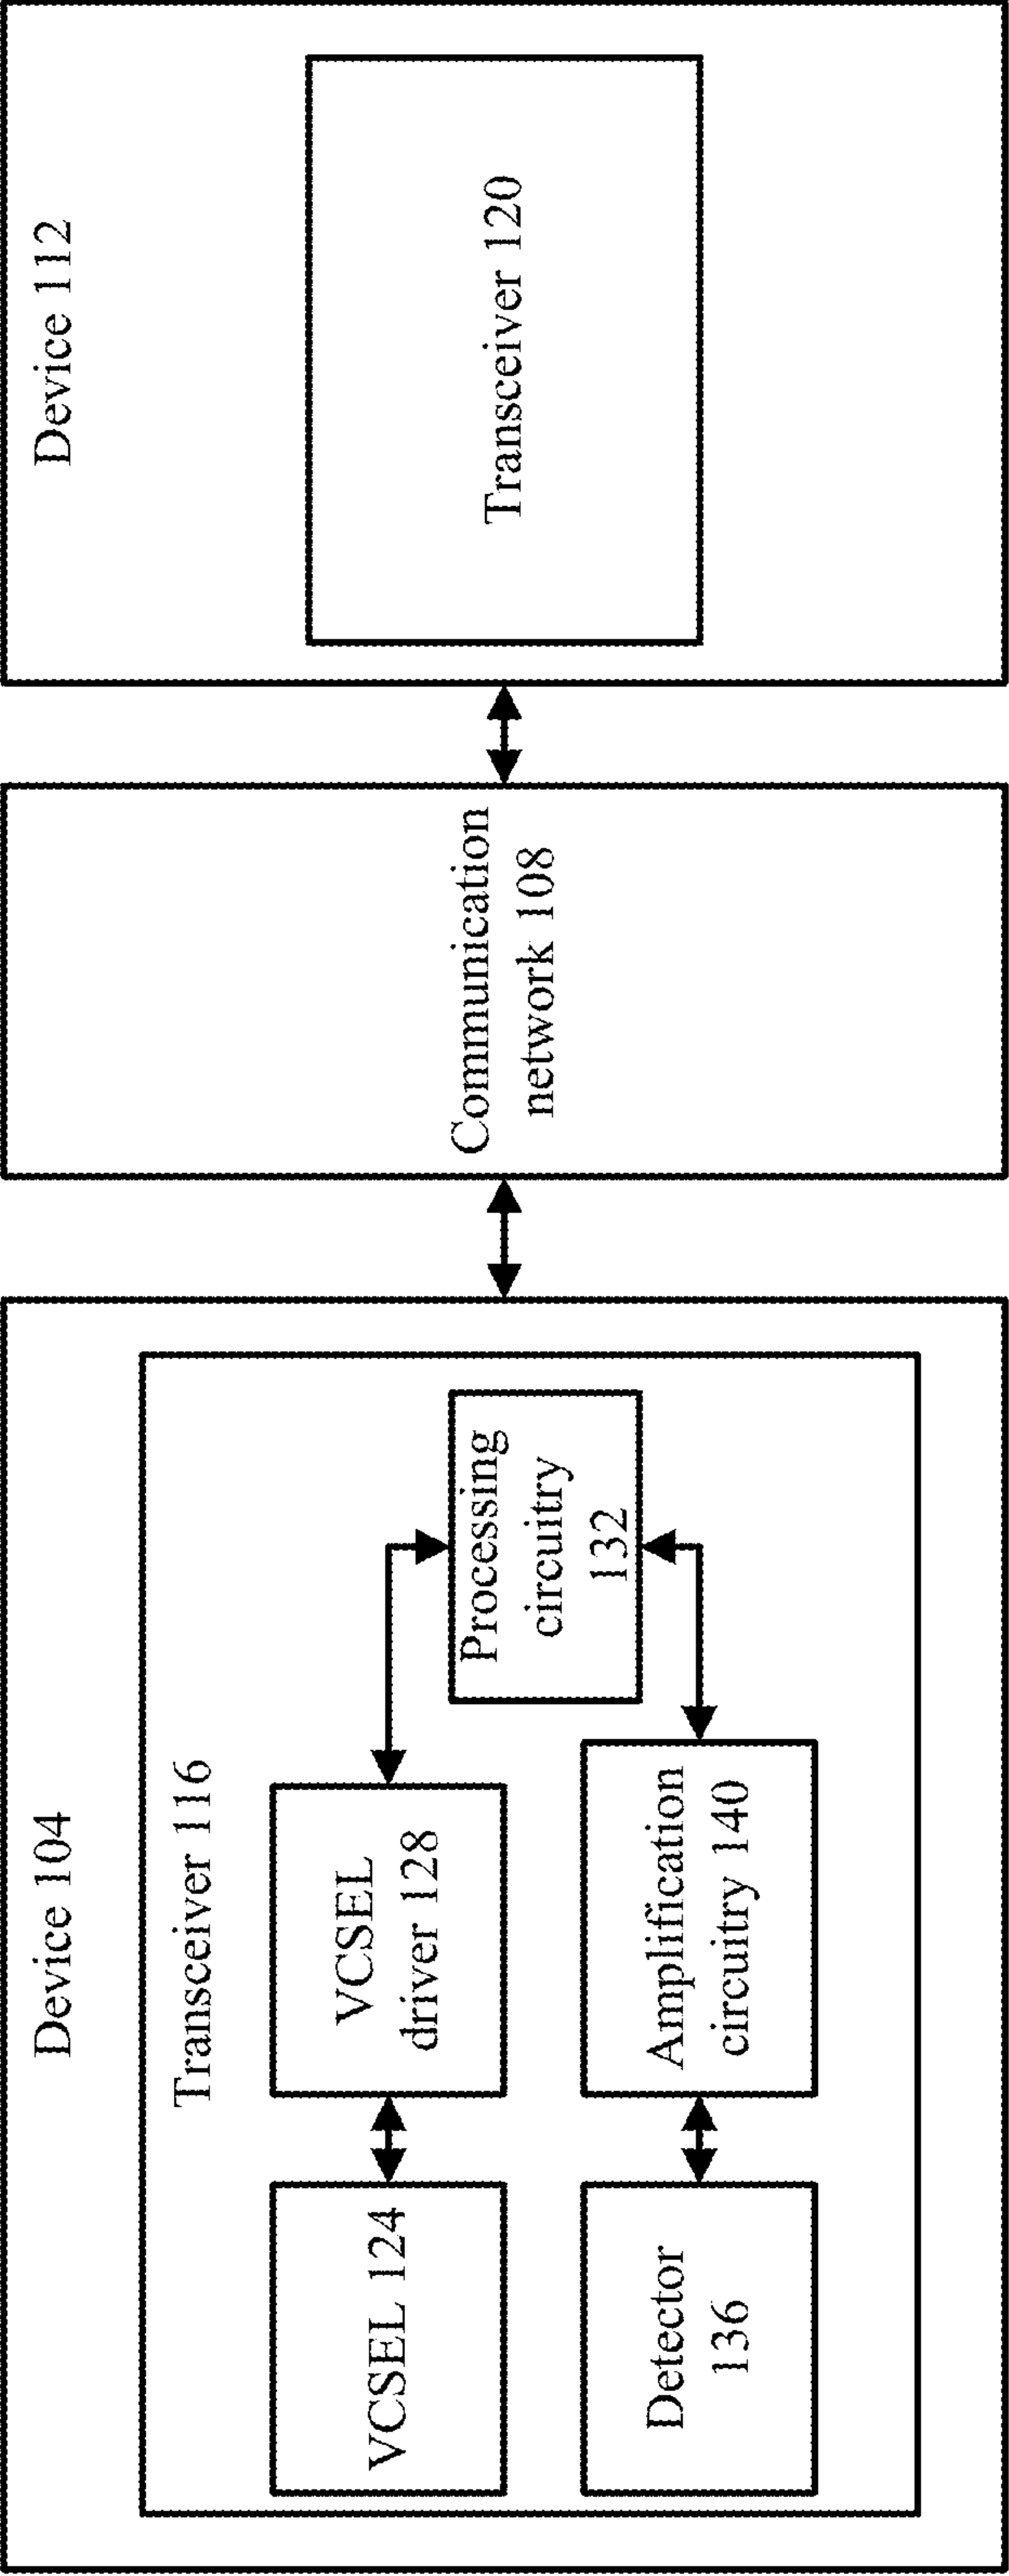 Device 104
Transceiver 116
VCSEL 124
VCSEL
driver 128
Processing
circuitry
132
Detector
136
Amplification
circuitry 140
Communication
network 108
Device 112
Transceiver 120